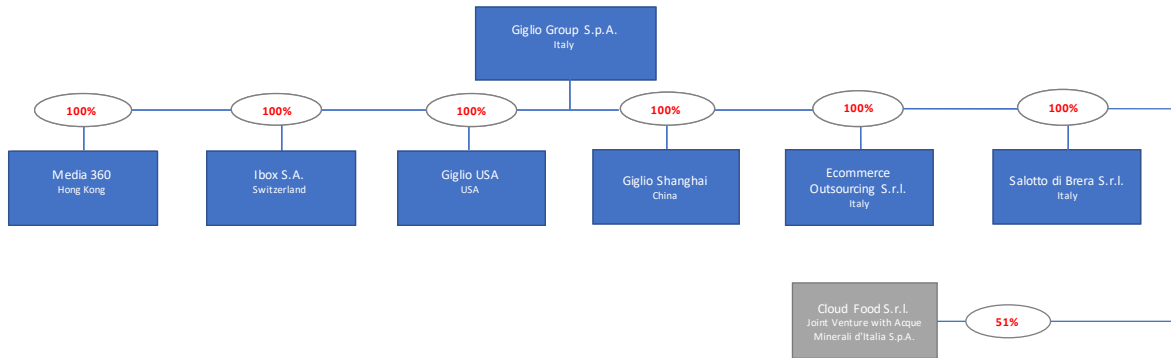 Giglio Group S.p.A.
Italy
100%
100%
100%
100%
100%
100%
Media 360
Hong Kong
Ibox S.A.
Switzerland
Giglio USA
USA
Giglio Shanghai
China
Ecommerce
Outsourcing S.r.l.
Italy
Salotto di Brera S.r.l.
Italy
Cloud Food S.r.l.
Joint Venture with Acque
Minerali d'Italia S.p.A.
51%